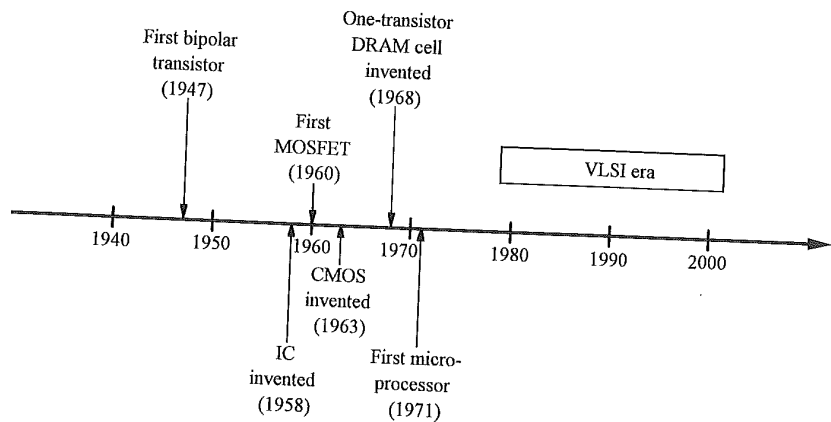 First bipolar
transistor
(1947)
One-transistor
DRAM cell
invented
(1968)
First
MOSFET
(1960)
VLSI era
1940
1950
1960
1970
1980
1990
2000
CMOS
invented
(1963)
IC
invented
(1958)
First micro-
processor
(1971)